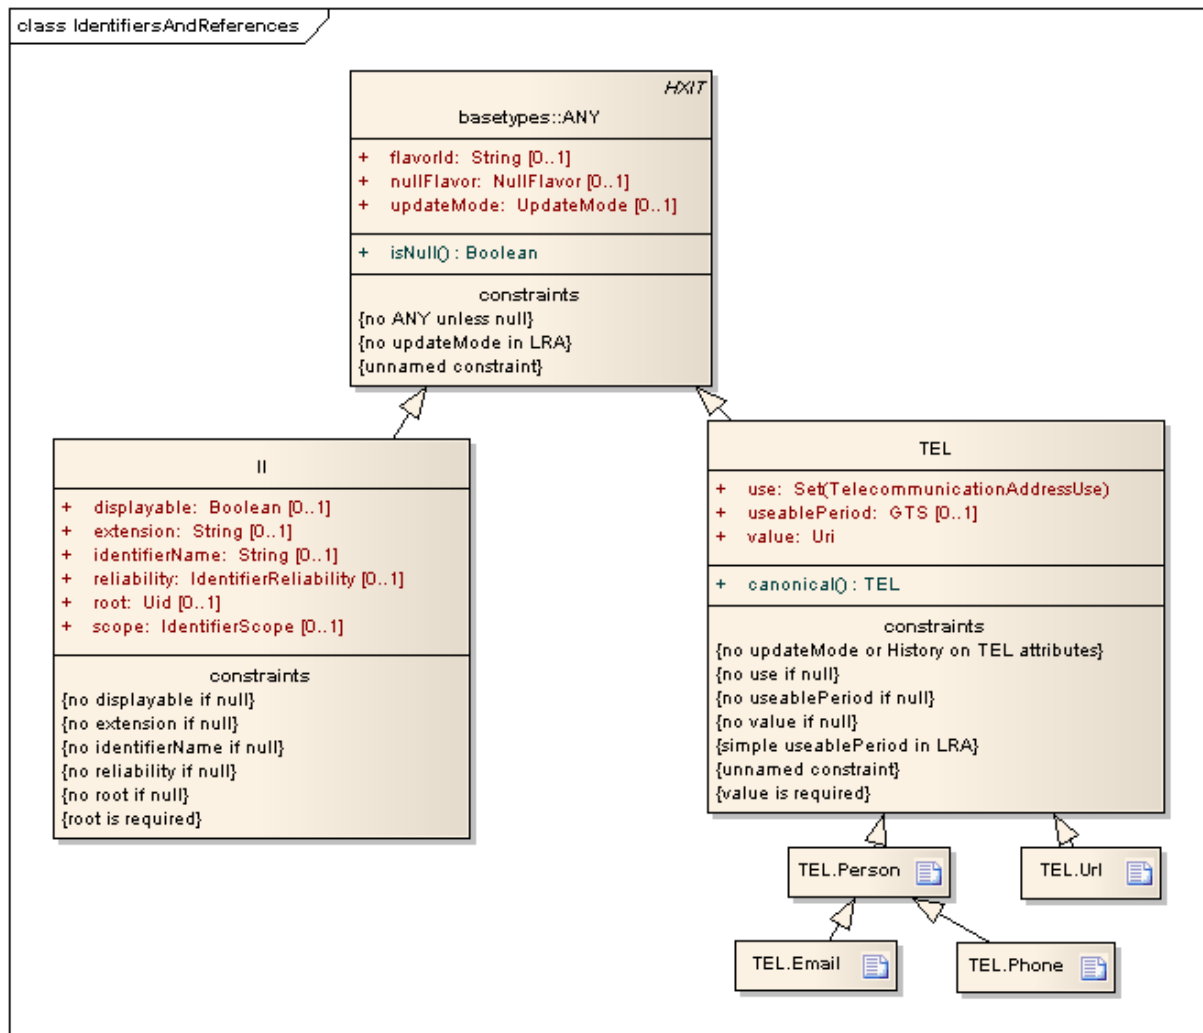 class IdentifiersAndReferences
HXIT
basetypes::ANY
+ flavorId: String [0..1]
+ nullFlavor: NullFlavor [0..1]
+ updateMode: UpdateMode [0..1]
+ isNull() : Boolean
constraints
{no ANY unless null}
{no updateMode in LRA}
{unnamed constraint}
II
+ displayable: Boolean [0..1]
+ extension: String [0..1]
+ identifierName: String [0..1]
+ reliability: IdentifierReliability [0..1]
+ root: Uid [0..1]
+ scope: IdentifierScope [0..1]
constraints
{no displayable if null}
{no extension if null}
{no identifierName if null}
{no reliability if null}
{no root if null}
{root is required}
TEL
+ use: Set(TelecommunicationAddressUse)
+ useablePeriod: GTS [0..1]
+ value: Uri
+ canonical() : TEL
constraints
{no updateMode or History on TEL attributes}
{no use if null}
{no useablePeriod if null}
{no value if null}
{simple useablePeriod in LRA}
{unnamed constraint}
{value is required}
TEL.Person
TEL.Url
TEL.Email
TEL.Phone